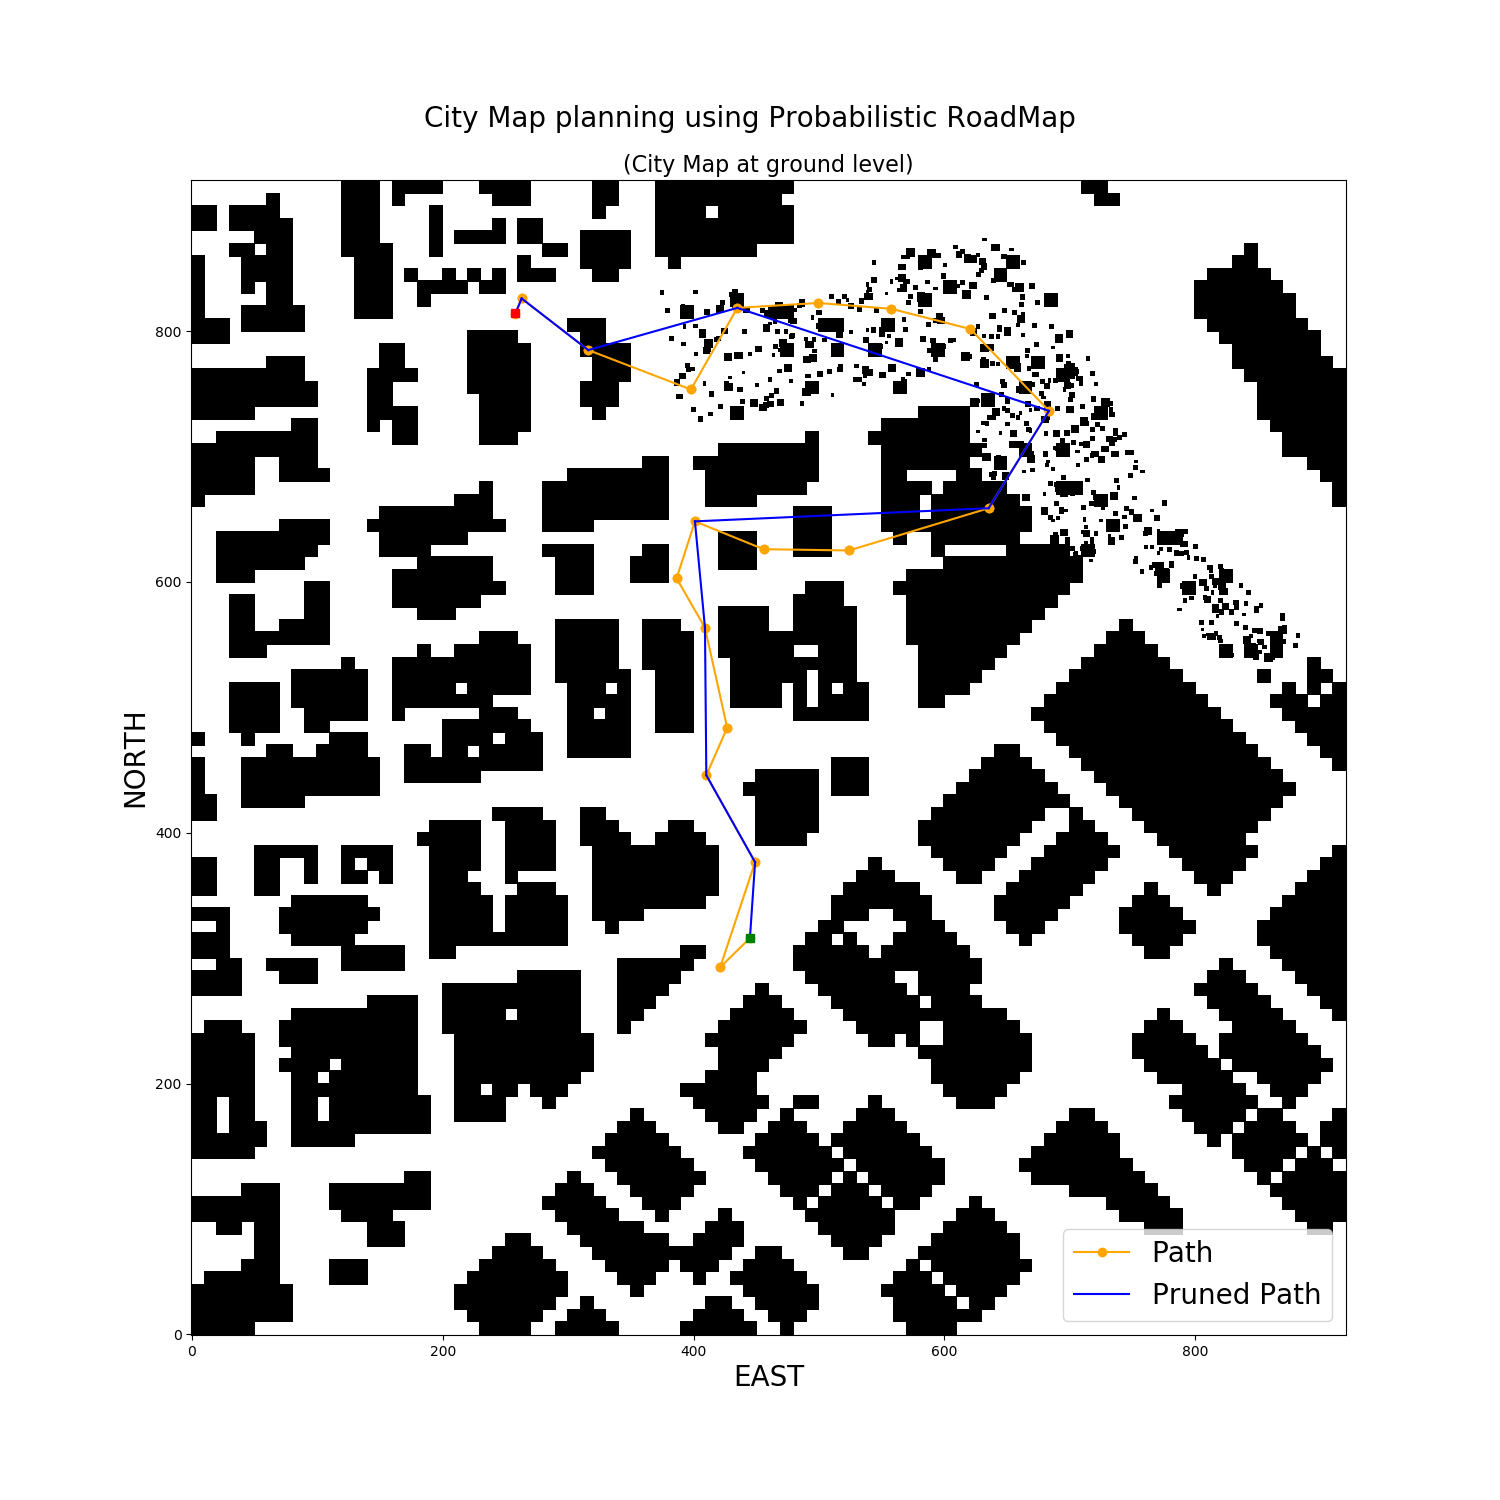 City Map planning using Probabilistic RoadMap
(City Map at ground level)
NORTH
800
600
400
200
0
0 200 400 600 800
EAST
Path
Pruned Path